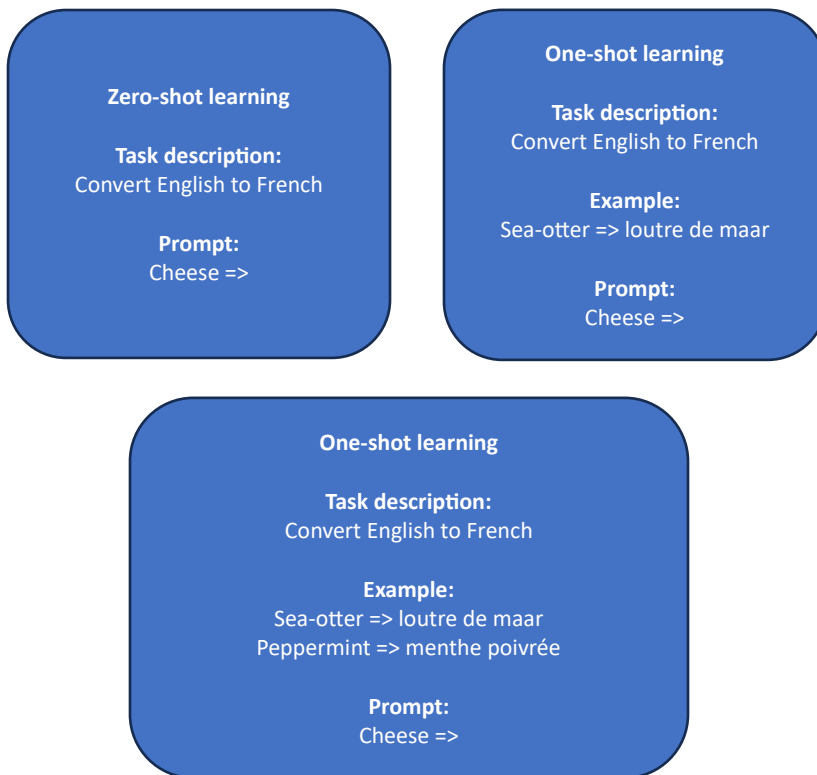 Zero-shot learning
Task description:
Convert English to French
Prompt:
Cheese =>
One-shot learning
Task description:
Convert English to French
Example:
Sea-otter => loutre de maar
Prompt:
Cheese =>
One-shot learning
Task description:
Convert English to French
Example:
Sea-otter => loutre de maar
Peppermint => menthe poivrée
Prompt:
Cheese =>